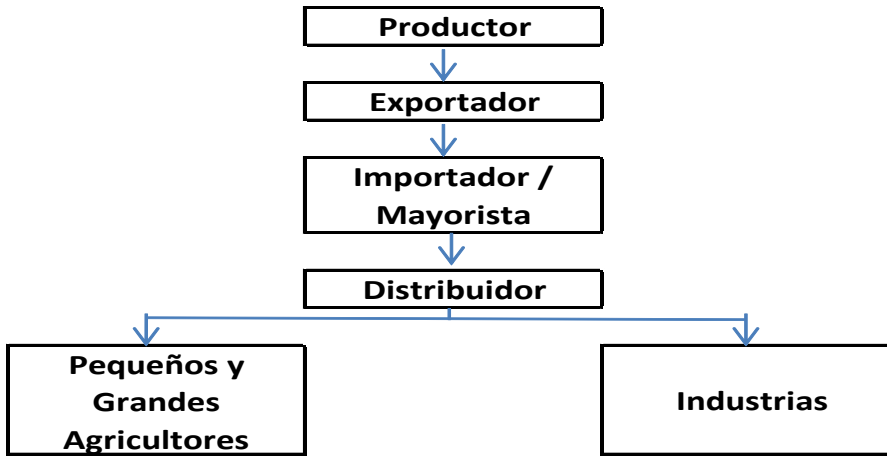 Productor
Exportador
Importador /
Mayorista
Distribuidor
Pequeños y
Grandes
Agricultores
Industrias